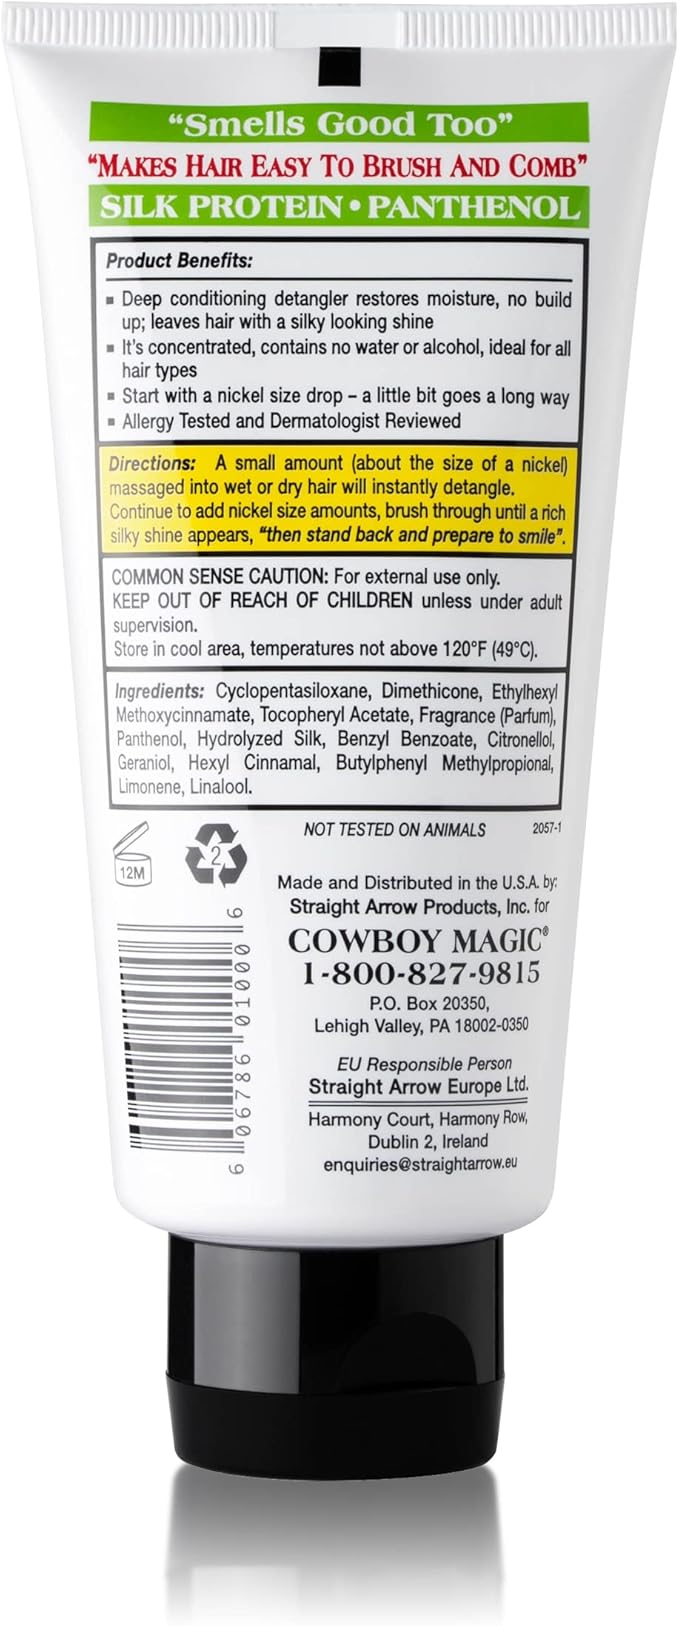 “Smells Good Too”
“MAKES HAIR EASY TO BRUSH AND COMB”
SILK PROTEIN • PANTHENOL
Product Benefits:
▪ Deep conditioning detangler restores moisture, no build
up; leaves hair with a silky looking shine
▪ It’s concentrated, contains no water or alcohol, ideal for all
hair types
▪ Start with a nickel size drop – a little bit goes a long way
▪ Allergy Tested and Dermatologist Reviewed
Directions: A small amount (about the size of a nickel)
massaged into wet or dry hair will instantly detangle.
Continue to add nickel size amounts, brush through until a rich
silky shine appears, “then stand back and prepare to smile”.
COMMON SENSE CAUTION: For external use only.
KEEP OUT OF REACH OF CHILDREN unless under adult
supervision.
Store in cool area, temperatures not above 120°F (49°C).
Ingredients: Cyclopentasiloxane, Dimethicone, Ethylhexyl
Methoxycinnamate, Tocopheryl Acetate, Fragrance (Parfum),
Panthenol, Hydrolyzed Silk, Benzyl Benzoate, Citronellol,
Geraniol, Hexyl Cinnamal, Butylphenyl Methylpropional,
Limonene, Linalool.
NOT TESTED ON ANIMALS 2057-1
12M
2
Made and Distributed in the U.S.A. by:
Straight Arrow Products, Inc. for
COWBOY MAGIC®
1-800-827-9815
P.O. Box 20350,
Lehigh Valley, PA 18002-0350
EU Responsible Person
Straight Arrow Europe Ltd.
Harmony Court, Harmony Row,
Dublin 2, Ireland
enquiries@straightarrow.eu
6 06786 01000 6